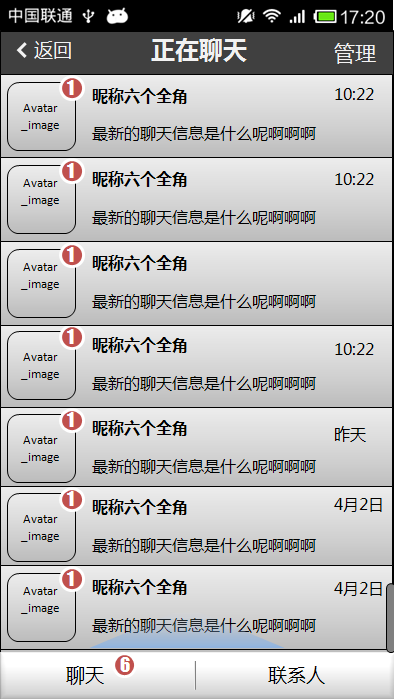 中国联通 17:20
返回 正在聊天 管理
1
Avatar
_image
昵称六个全角 10:22
最新的聊天信息是什么呢啊啊啊
1
Avatar
_image
昵称六个全角 10:22
最新的聊天信息是什么呢啊啊啊
1
Avatar
_image
昵称六个全角
最新的聊天信息是什么呢啊啊啊
1
Avatar
_image
昵称六个全角 10:22
最新的聊天信息是什么呢啊啊啊
1
Avatar
_image
昵称六个全角 昨天
最新的聊天信息是什么呢啊啊啊
1
Avatar
_image
昵称六个全角 4月2日
最新的聊天信息是什么呢啊啊啊
1
Avatar
_image
昵称六个全角 4月2日
最新的聊天信息是什么呢啊啊啊
聊天 6 联系人